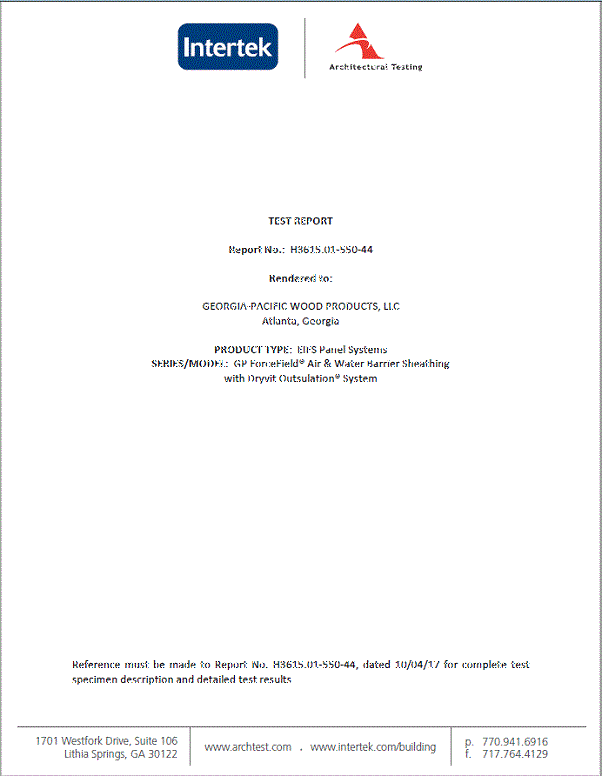 Intertek
Architectural Testing
TEST REPORT
Report No.: H3615.01-550-44
Rendered to:
GEORGIA-PACIFIC WOOD PRODUCTS, LLC
Atlanta, Georgia
PRODUCT TYPE: EIFS Panel Systems
SERIES/MODEL: GP ForceField® Air & Water Barrier Sheathing
with Dryvit Outsulation® System
Reference must be made to Report No. H3615.01-550-44, dated 10/04/17 for complete test
specimen description and detailed test results
1701 Westfork Drive, Suite 106
Lithia Springs, GA 30122
www.archtest.com . www.intertek.com/building
p. 770.941.6916
f. 717.764.4129